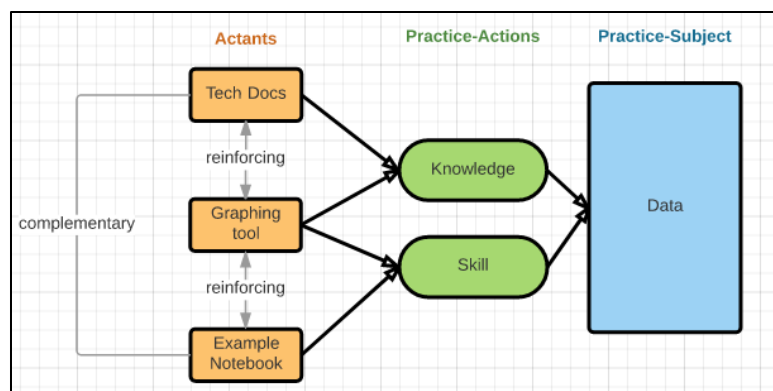 Actants
Practice-Actions
Practice-Subject
Tech Docs
reinforcing
Knowledge
complementary
Graphing
tool
Data
Skill
reinforcing
Example
Notebook